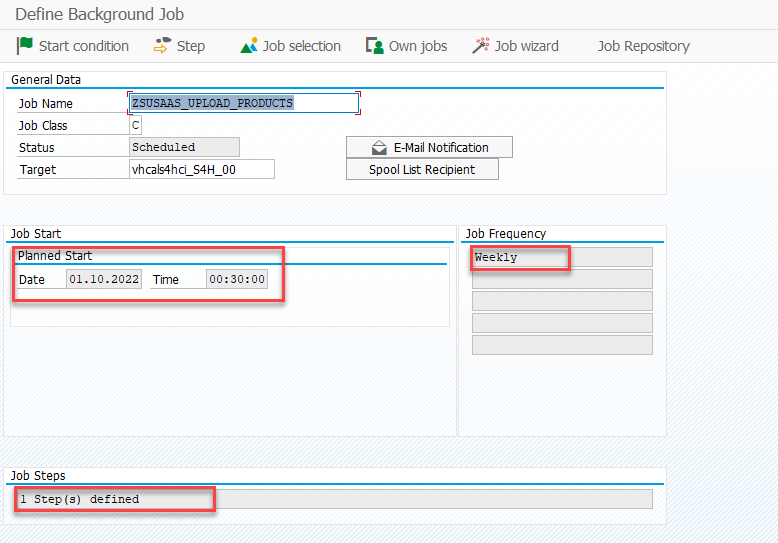 Define Background Job
Start condition Step Job selection Own jobs Job wizard Job Repository
General Data
Job Name ZSUSAAS_UPLOAD_PRODUCTS
Job Class C
Status Scheduled E-Mail Notification
Target vhcals4hci_S4H_00 Spool List Recipient
Job Start Job Frequency
Planned Start Weekly
Date 01.10.2022 Time 00:30:00
Job Steps
1 Step(s) defined